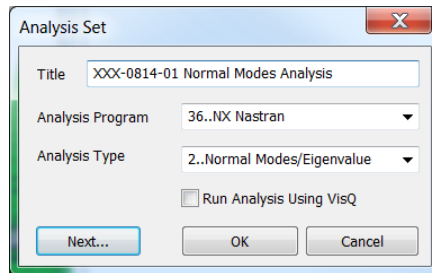 Analysis Set
Title XXX-0814-01 Normal Modes Analysis
Analysis Program 36..NX Nastran
Analysis Type 2..Normal Modes/Eigenvalue
Run Analysis Using VisQ
Next... OK Cancel